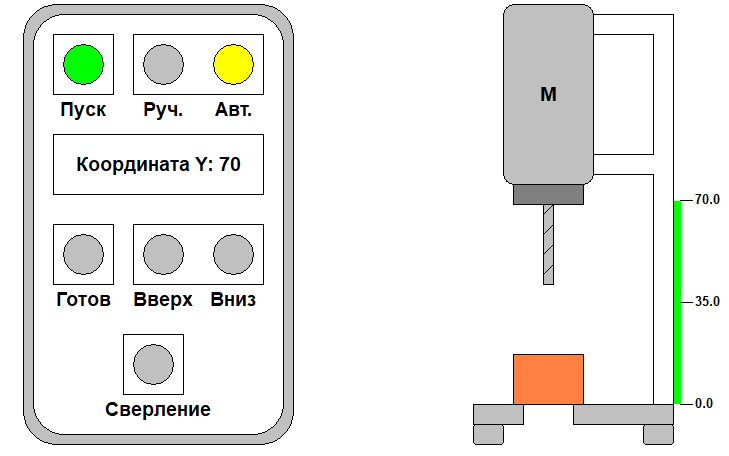 Пуск
Руч.
Авт.
Координата Y: 70
Готов
Вверх
Вниз
Сверление
М
70.0
35.0
0.0